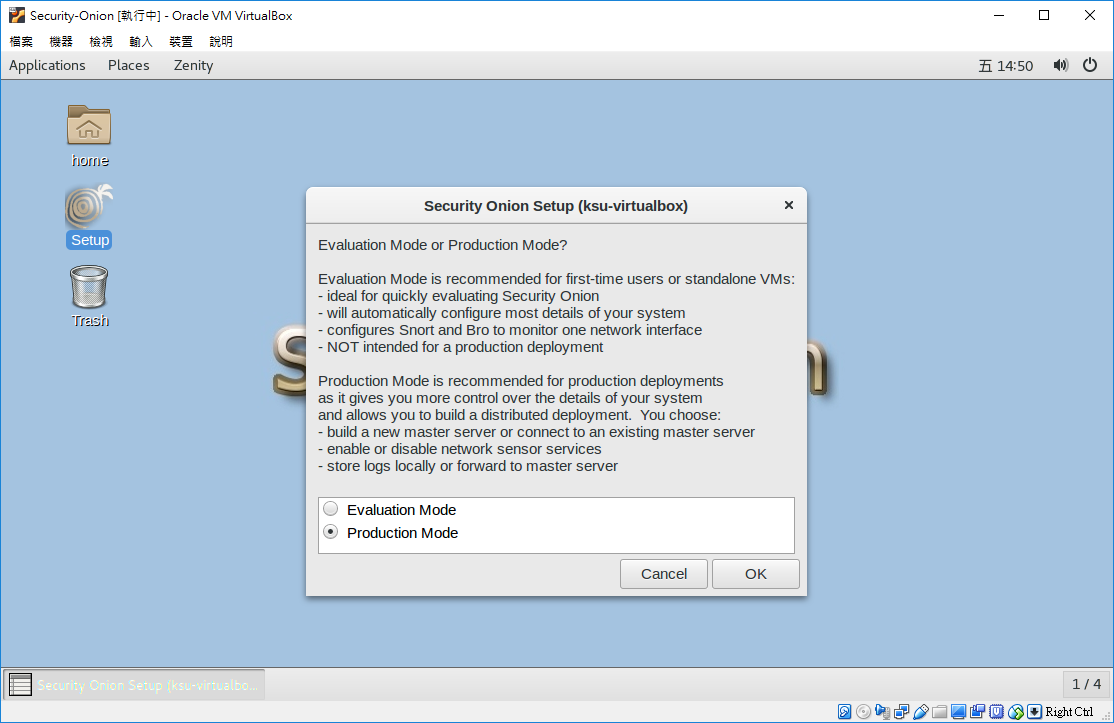 Security-Onion [執行中] - Oracle VM VirtualBox
檔案 機器 檢視 輸入 裝置 說明
Applications Places Zenity 五 14:50
home
Setup
Trash
S n
Security Onion Setup (ksu-virtualbox)
Evaluation Mode or Production Mode?
Evaluation Mode is recommended for first-time users or standalone VMs:
- ideal for quickly evaluating Security Onion
- will automatically configure most details of your system
- configures Snort and Bro to monitor one network interface
- NOT intended for a production deployment
Production Mode is recommended for production deployments
as it gives you more control over the details of your system
and allows you to build a distributed deployment.  You choose:
- build a new master server or connect to an existing master server
- enable or disable network sensor services
- store logs locally or forward to master server
Evaluation Mode
Production Mode
Cancel OK
Security Onion Setup (ksu-virtualbo... 1 / 4
Right Ctrl